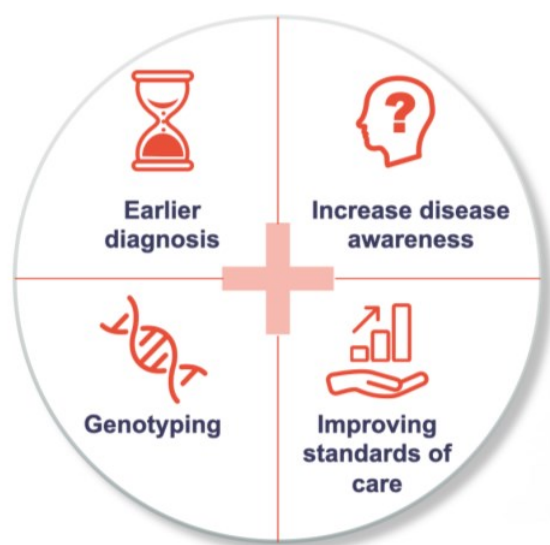 Earlier
diagnosis
Increase disease
awareness
?
Genotyping
Improving
standards of
care